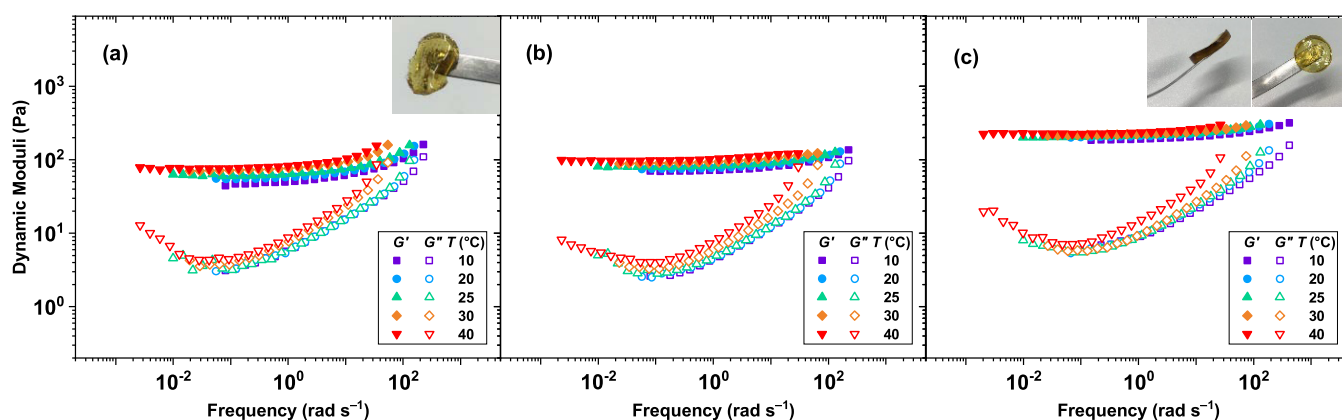 Dynamic Moduli (Pa)
10³
10²
10¹
10⁰
(a)
G′ G″ T (°C)
10
20
25
30
40
10⁻² 10⁰ 10²
Frequency (rad s⁻¹)
(b)
G′ G″ T (°C)
10
20
25
30
40
10⁻² 10⁰ 10²
Frequency (rad s⁻¹)
(c)
G′ G″ T (°C)
10
20
25
30
40
10⁻² 10⁰ 10²
Frequency (rad s⁻¹)